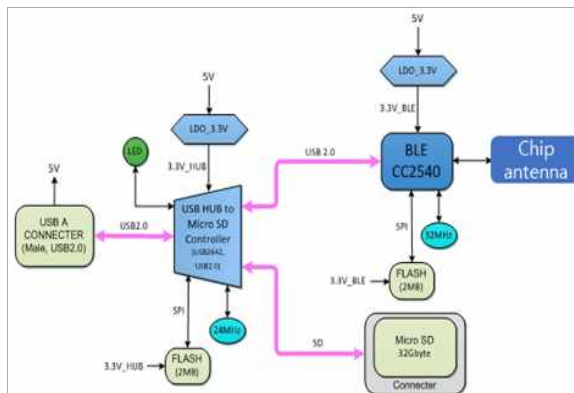 5V
LDO_3.3V
3.3V_BLE
BLE
CC2540
Chip
antenna
USB 2.0
5V
LDO_3.3V
3.3V_HUB
LED
5V
USB A
CONNECTER
(Male, USB2.0)
USB2.0
USB HUB to
Micro SD
Controller
(USB2642,
USB2.0)
SPI
24MHz
3.3V_HUB
FLASH
(2MB)
SPI
32MHz
3.3V_BLE
FLASH
(2MB)
SD
Micro SD
32Gbyte
Connecter